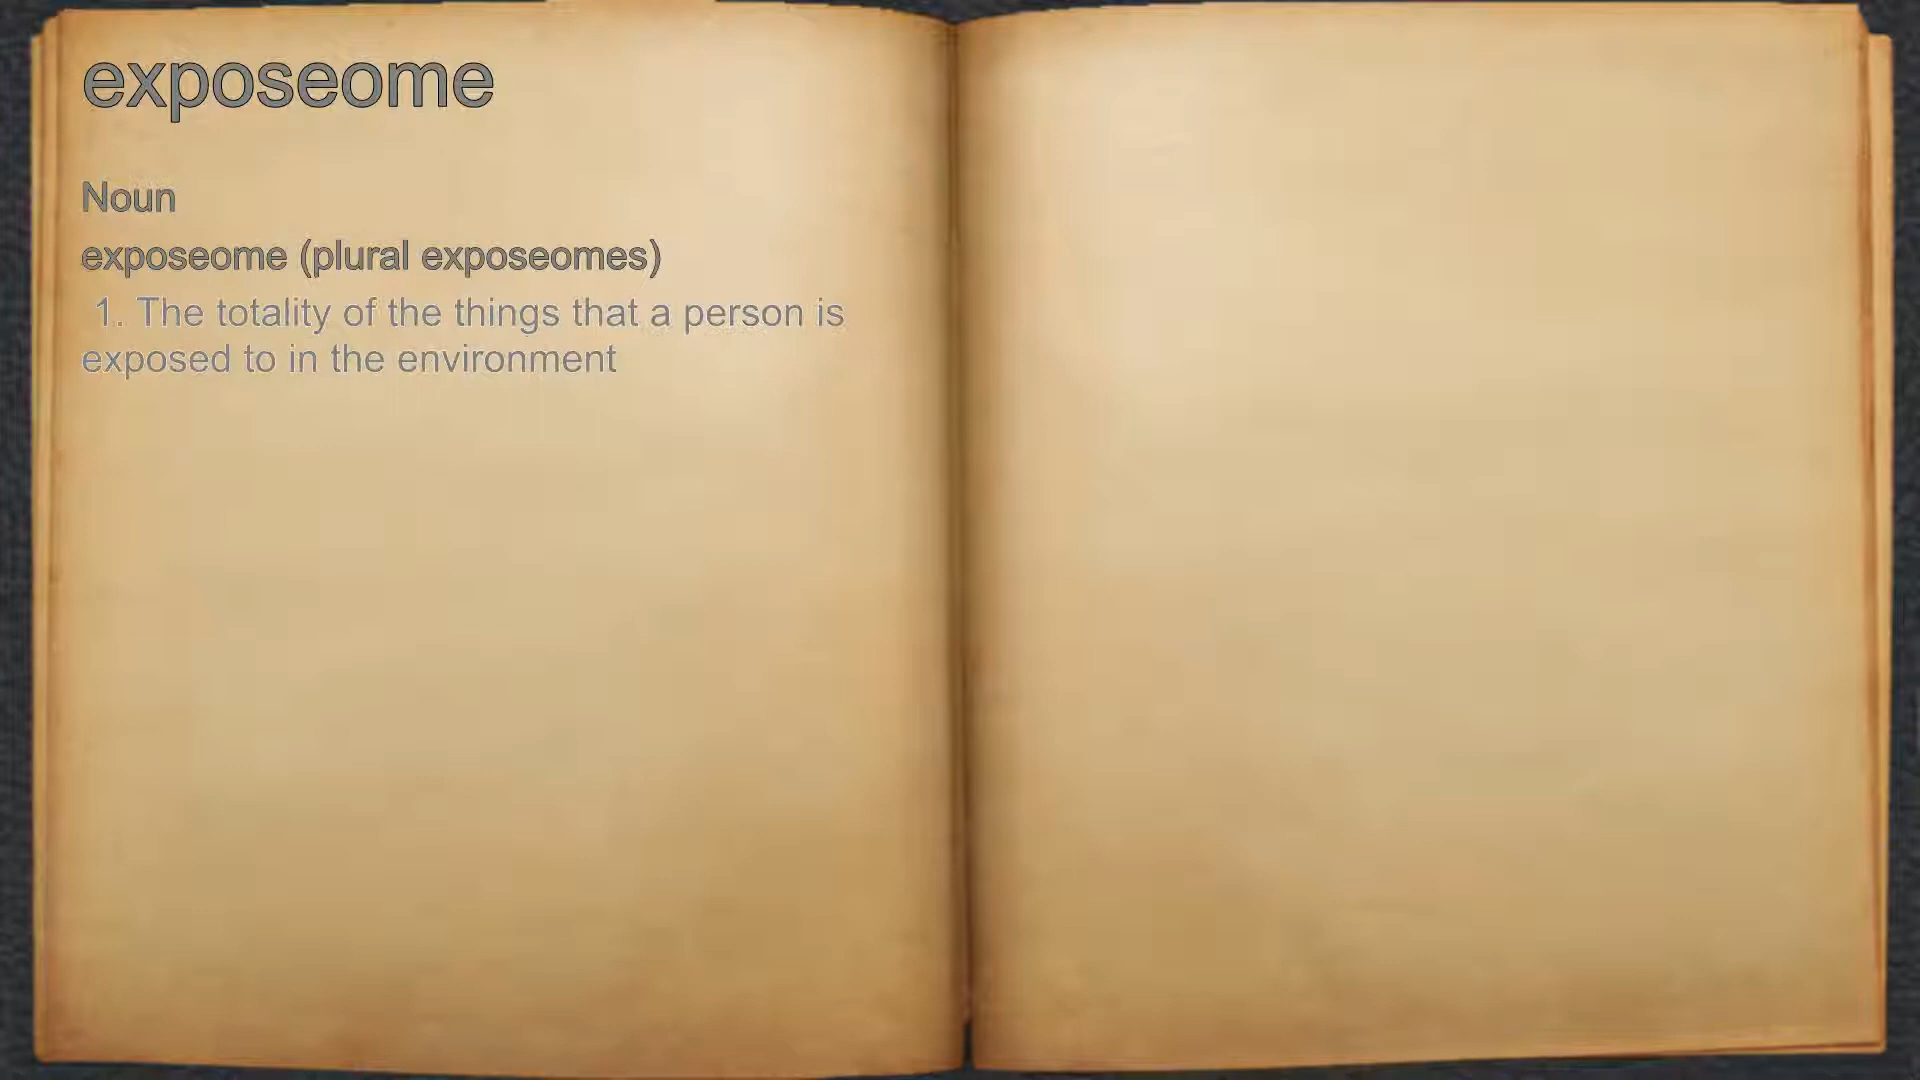 exposeome
Noun
exposeome (plural exposeomes)
1. The totality of the things that a person is
exposed to in the environment